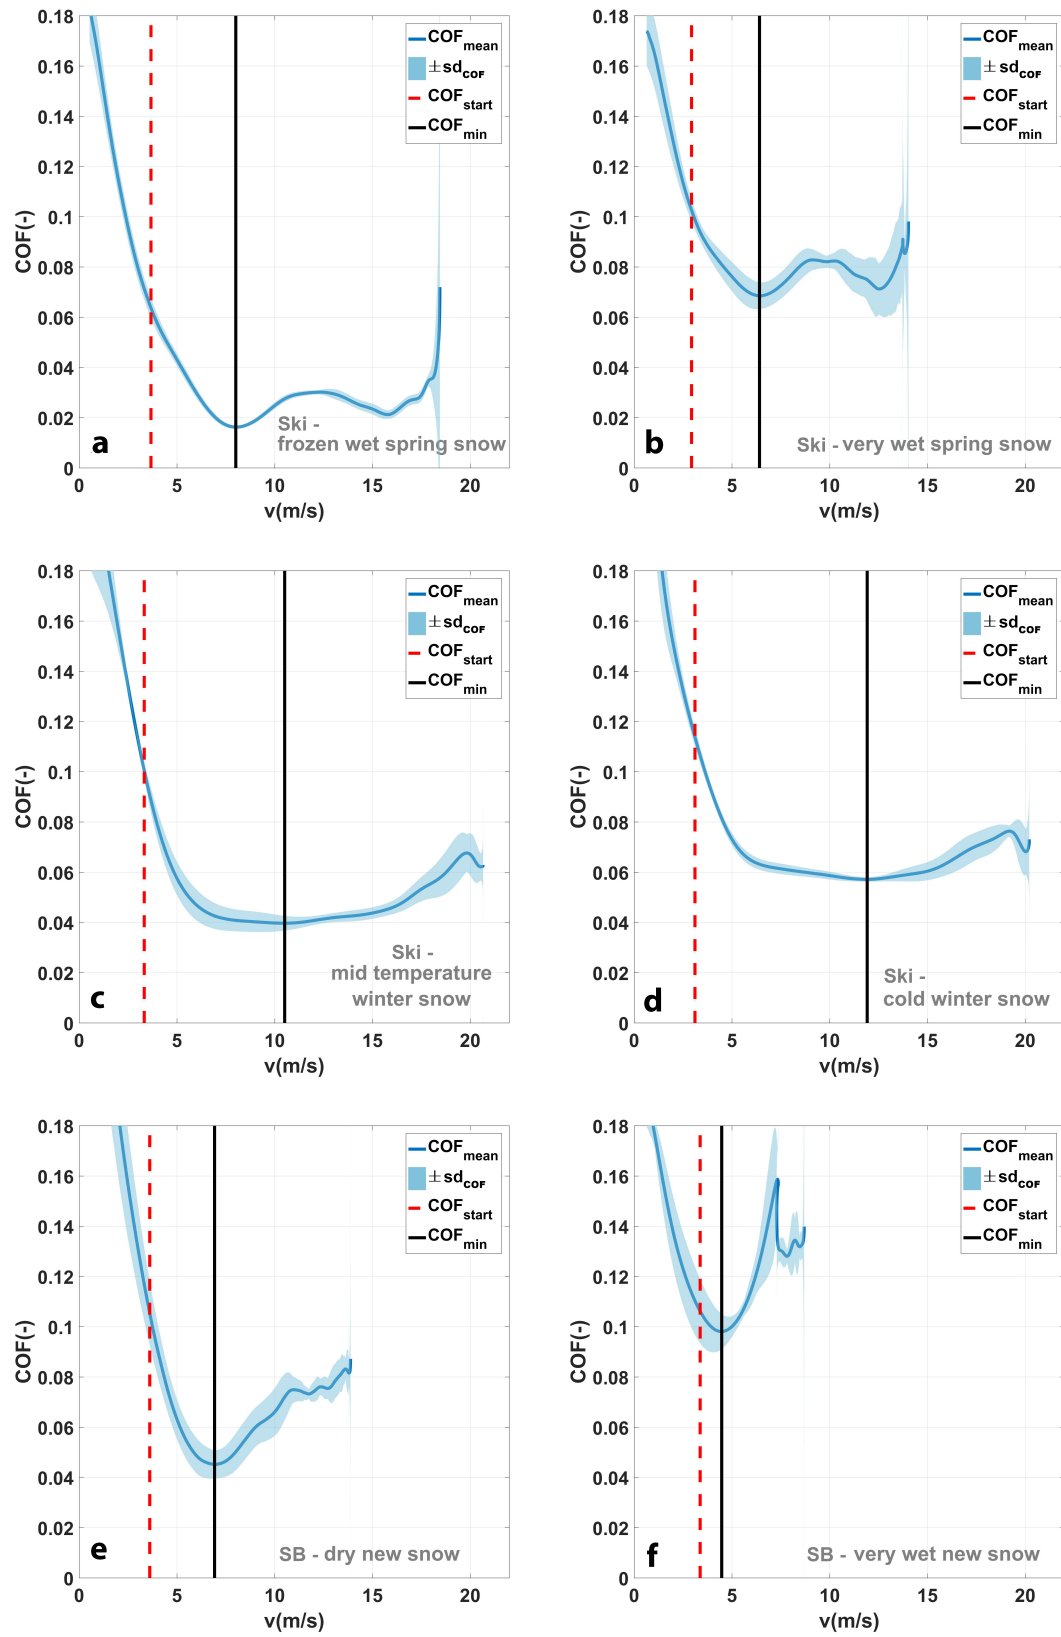 0.18
0.16
0.14
0.12
0.1
0.08
0.06
0.04
0.02
0
COF(-)
0
5
10
15
20
v(m/s)
COFmean
±sdCOF
COFstart
COFmin
a
Ski -
frozen wet spring snow
0.18
0.16
0.14
0.12
0.1
0.08
0.06
0.04
0.02
0
COF(-)
0
5
10
15
20
v(m/s)
COFmean
±sdCOF
COFstart
COFmin
b
Ski - very wet spring snow
0.18
0.16
0.14
0.12
0.1
0.08
0.06
0.04
0.02
0
COF(-)
0
5
10
15
20
v(m/s)
COFmean
±sdCOF
COFstart
COFmin
c
Ski -
mid temperature
winter snow
0.18
0.16
0.14
0.12
0.1
0.08
0.06
0.04
0.02
0
COF(-)
0
5
10
15
20
v(m/s)
COFmean
±sdCOF
COFstart
COFmin
d
Ski -
cold winter snow
0.18
0.16
0.14
0.12
0.1
0.08
0.06
0.04
0.02
0
COF(-)
0
5
10
15
20
v(m/s)
COFmean
±sdCOF
COFstart
COFmin
e
SB - dry new snow
0.18
0.16
0.14
0.12
0.1
0.08
0.06
0.04
0.02
0
COF(-)
0
5
10
15
20
v(m/s)
COFmean
±sdCOF
COFstart
COFmin
f
SB - very wet new snow